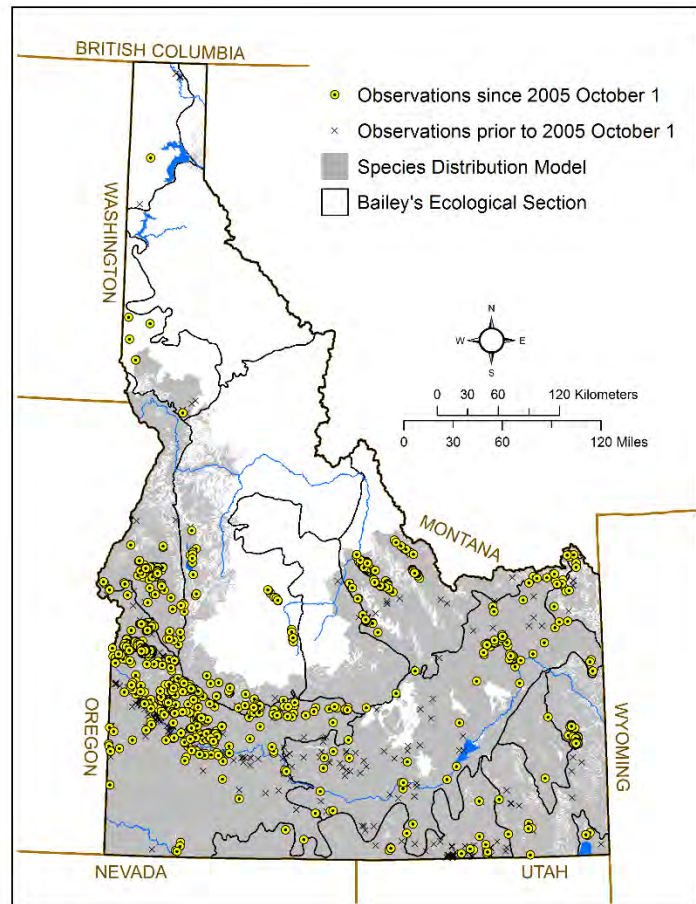 BRITISH COLUMBIA
Observations since 2005 October 1
Observations prior to 2005 October 1
Species Distribution Model
Bailey's Ecological Section
WASHINGTON
N
W E
S
0 30 60 120 Kilometers
0 30 60 120 Miles
MONTANA
OREGON
WYOMING
NEVADA
UTAH